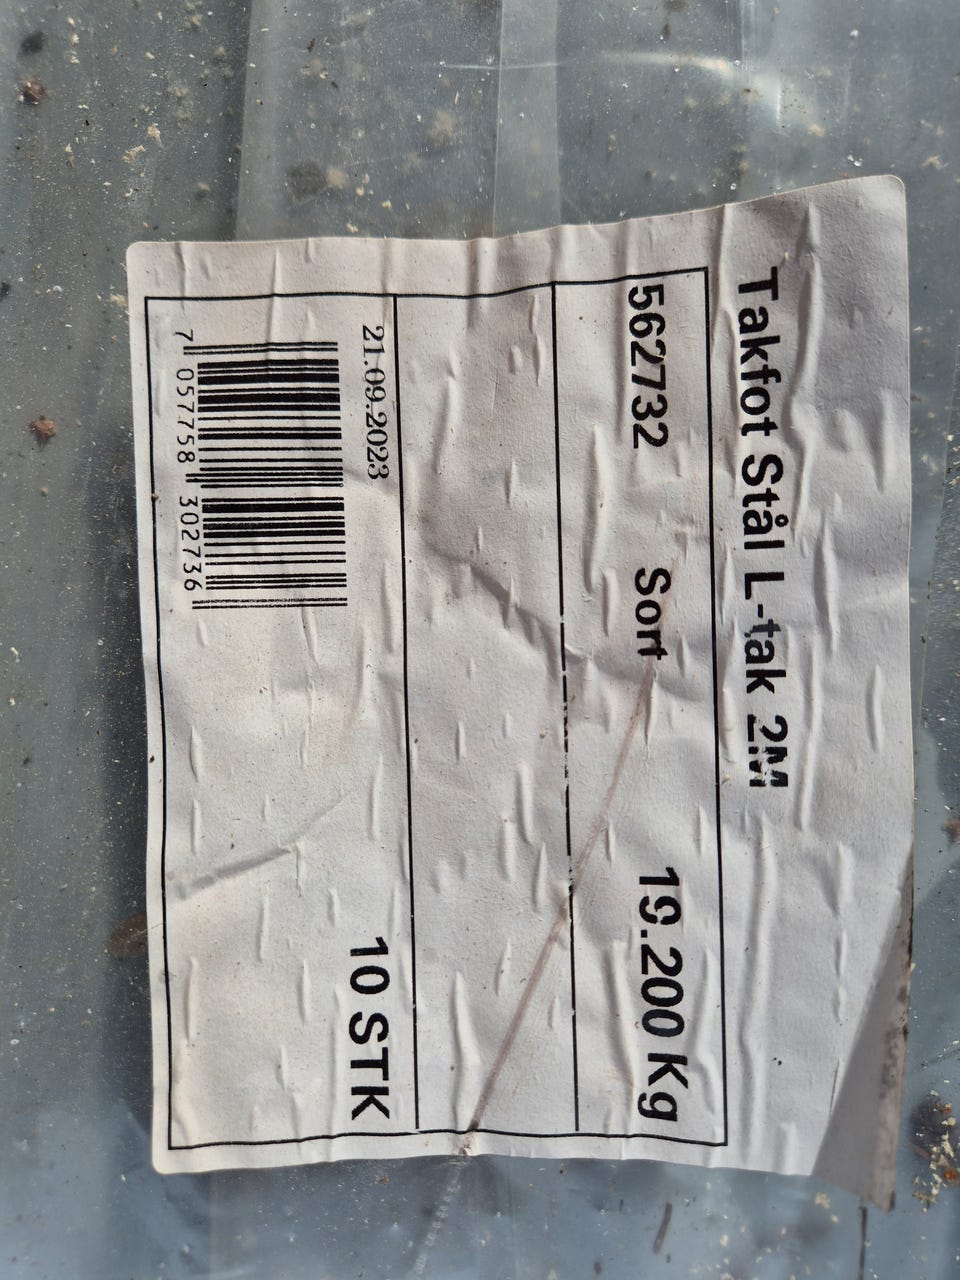 Takfot Stål L-tak 2M
562732 Sort 19.200 Kg
21.09.2023
10 STK
7 057758 302736